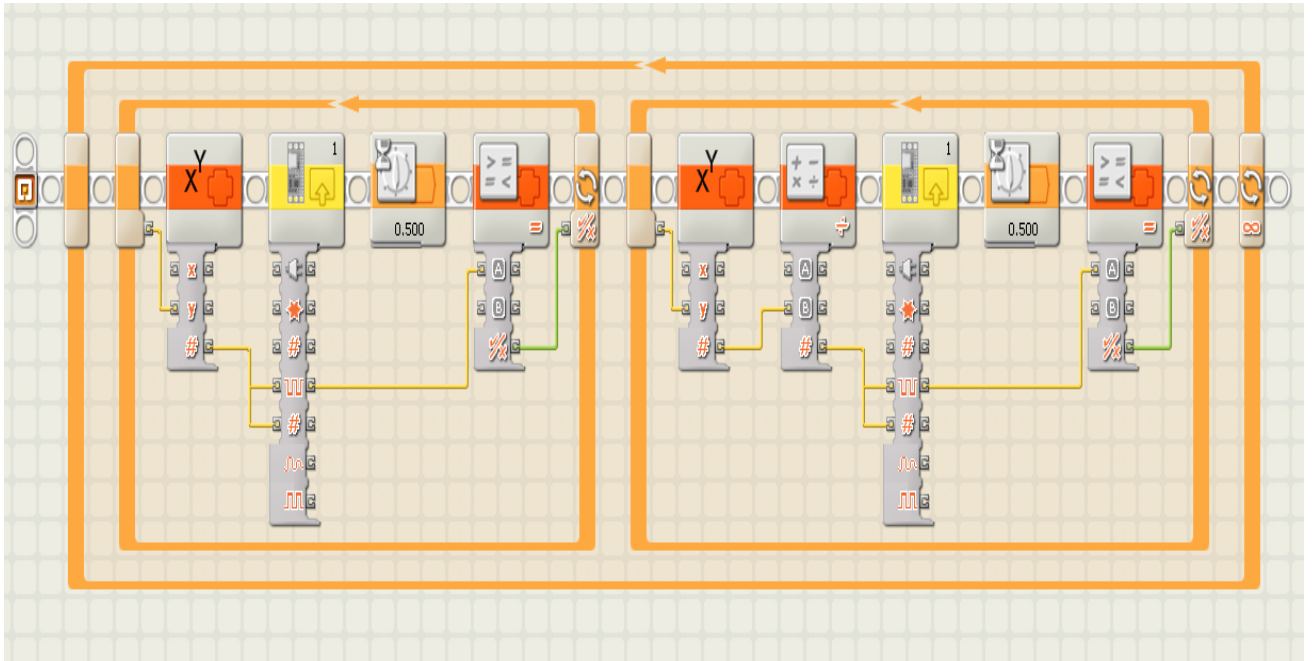 X Y 1 0.500 > = = < = X Y + - × ÷ ÷ 1 0.500 > = = < = ∞
x # x A # A
y y B B
# # # #
A
B
#
#